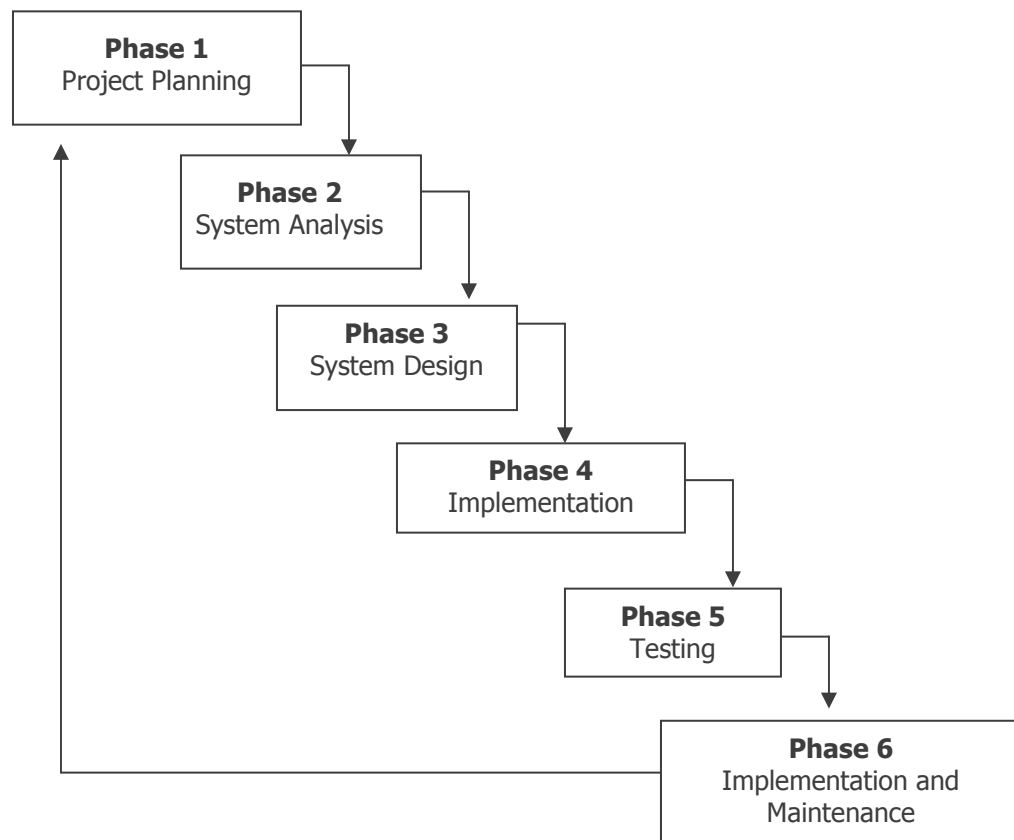 Phase 1
Project Planning
Phase 2
System Analysis
Phase 3
System Design
Phase 4
Implementation
Phase 5
Testing
Phase 6
Implementation and
Maintenance